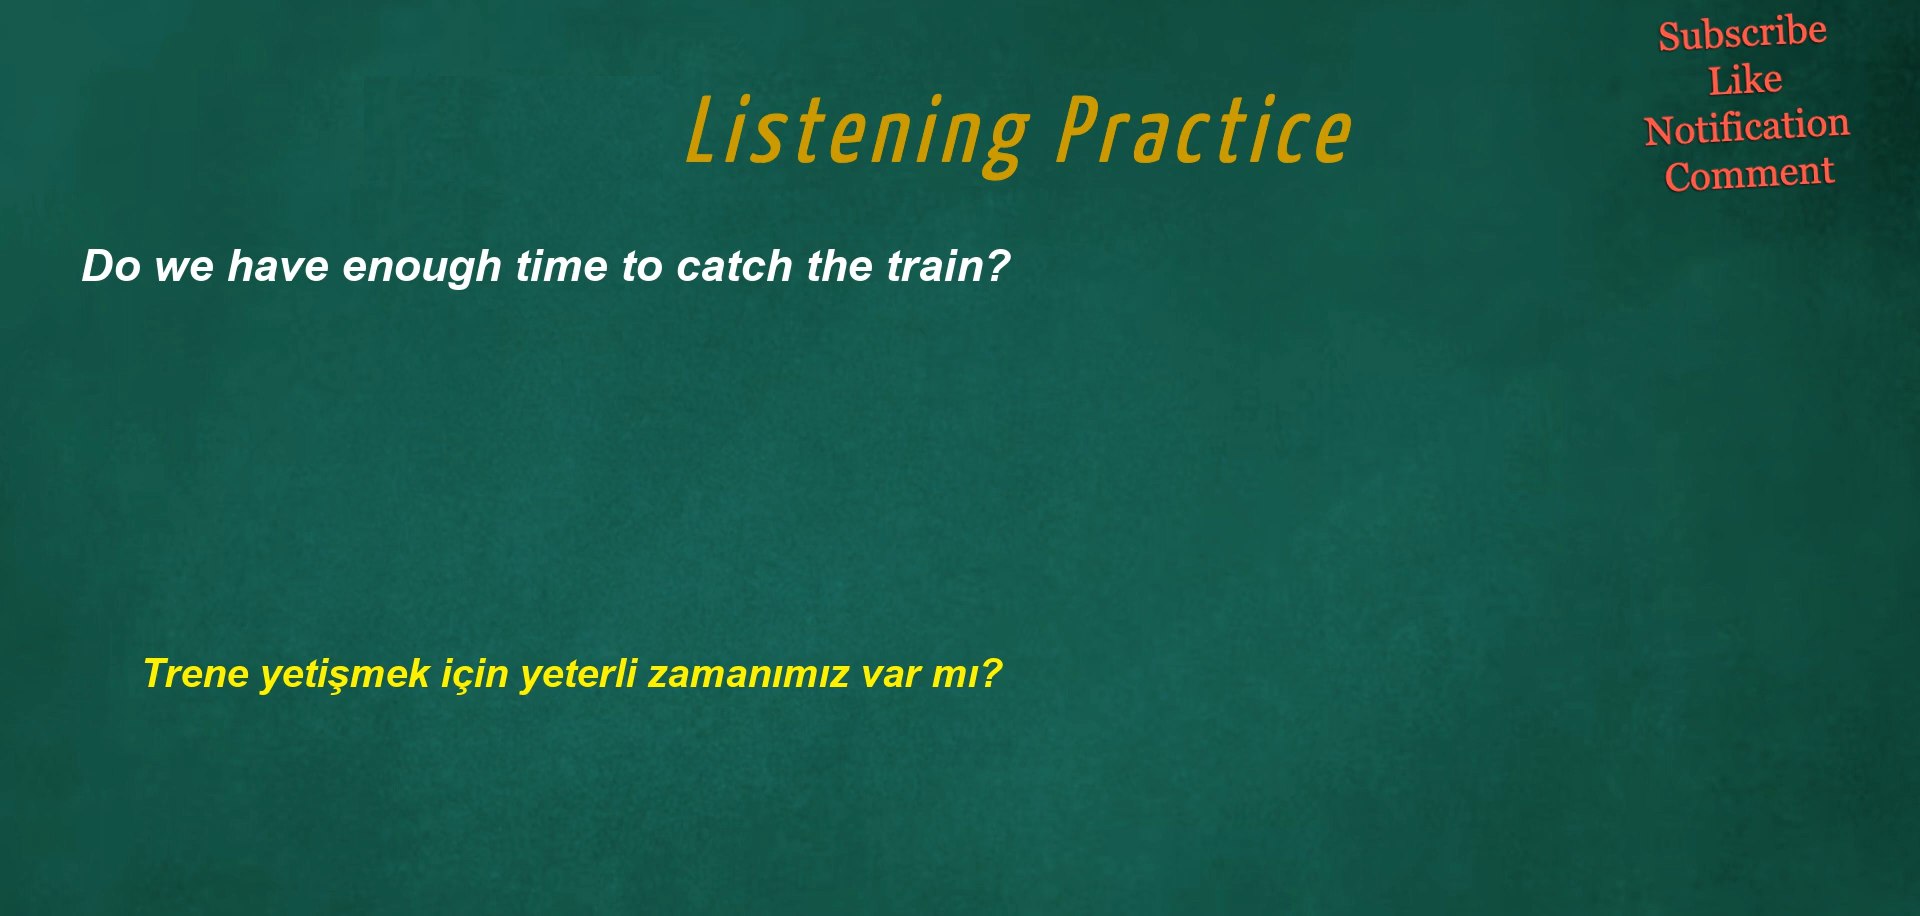 Listening Practice
Subscribe
Like
Notification
Comment
Do we have enough time to catch the train?
Trene yetişmek için yeterli zamanımız var mı?